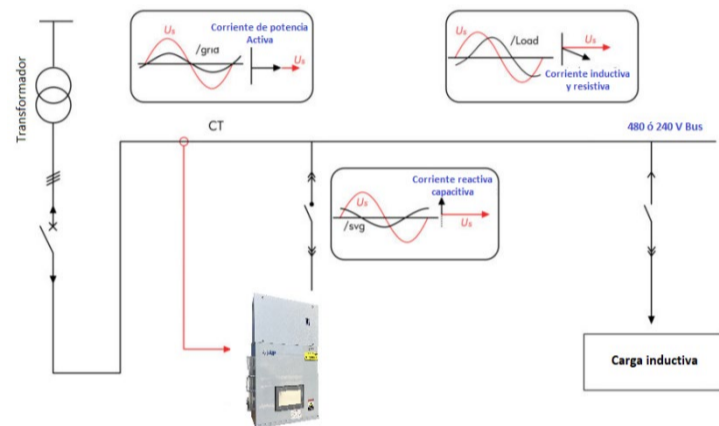 Transformador
Us
/grid
Corriente de potencia
Activa
Us
Us
/Load
Us
Corriente inductiva
y resistiva
CT
480 ó 240 V Bus
Us
/svg
Corriente reactiva
capacitiva
Us
Carga inductiva